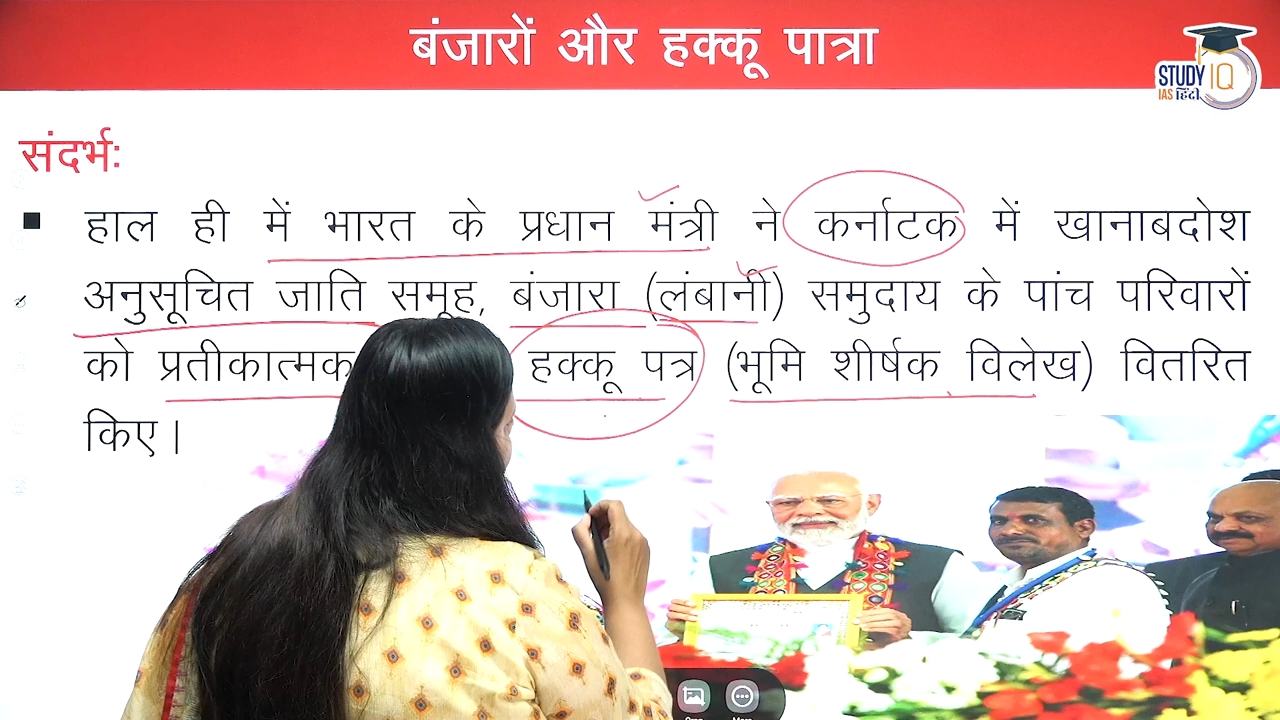 बंजारों और हक्कू पात्रा
STUDY IQ
IAS हिंदी
संदर्भः
▪ हाल ही में भारत के प्रधान मंत्री ने कर्नाटक में खानाबदोश
अनुसूचित जाति समूह, बंजारा (लंबानी) समुदाय के पांच परिवारों
को प्रतीकात्मक हक्कू पत्र (भूमि शीर्षक विलेख) वितरित
किए।